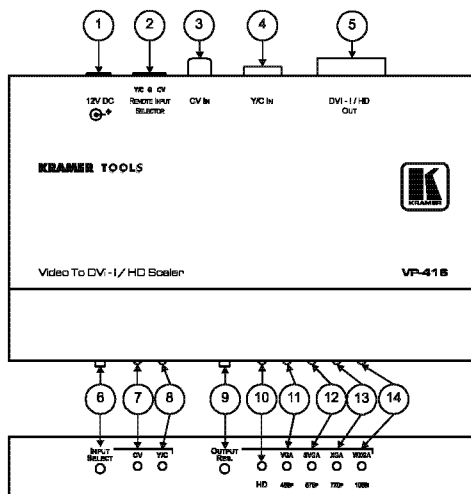 1 2 3 4 5
Y/C G CV
12V DC REMOTE INPUT SELECTOR CV IN Y/C IN DVI - I / HD OUT
KRAMER TOOLS
KRAMER
Video To DVI - I / HD Scaler VP-416
6 7 8 9 10 11 12 13 14
INPUT SELECT CV Y/C OUTPUT RES. VGA SVGA XGA WXGA
HD 480P 576P 720P 1080i